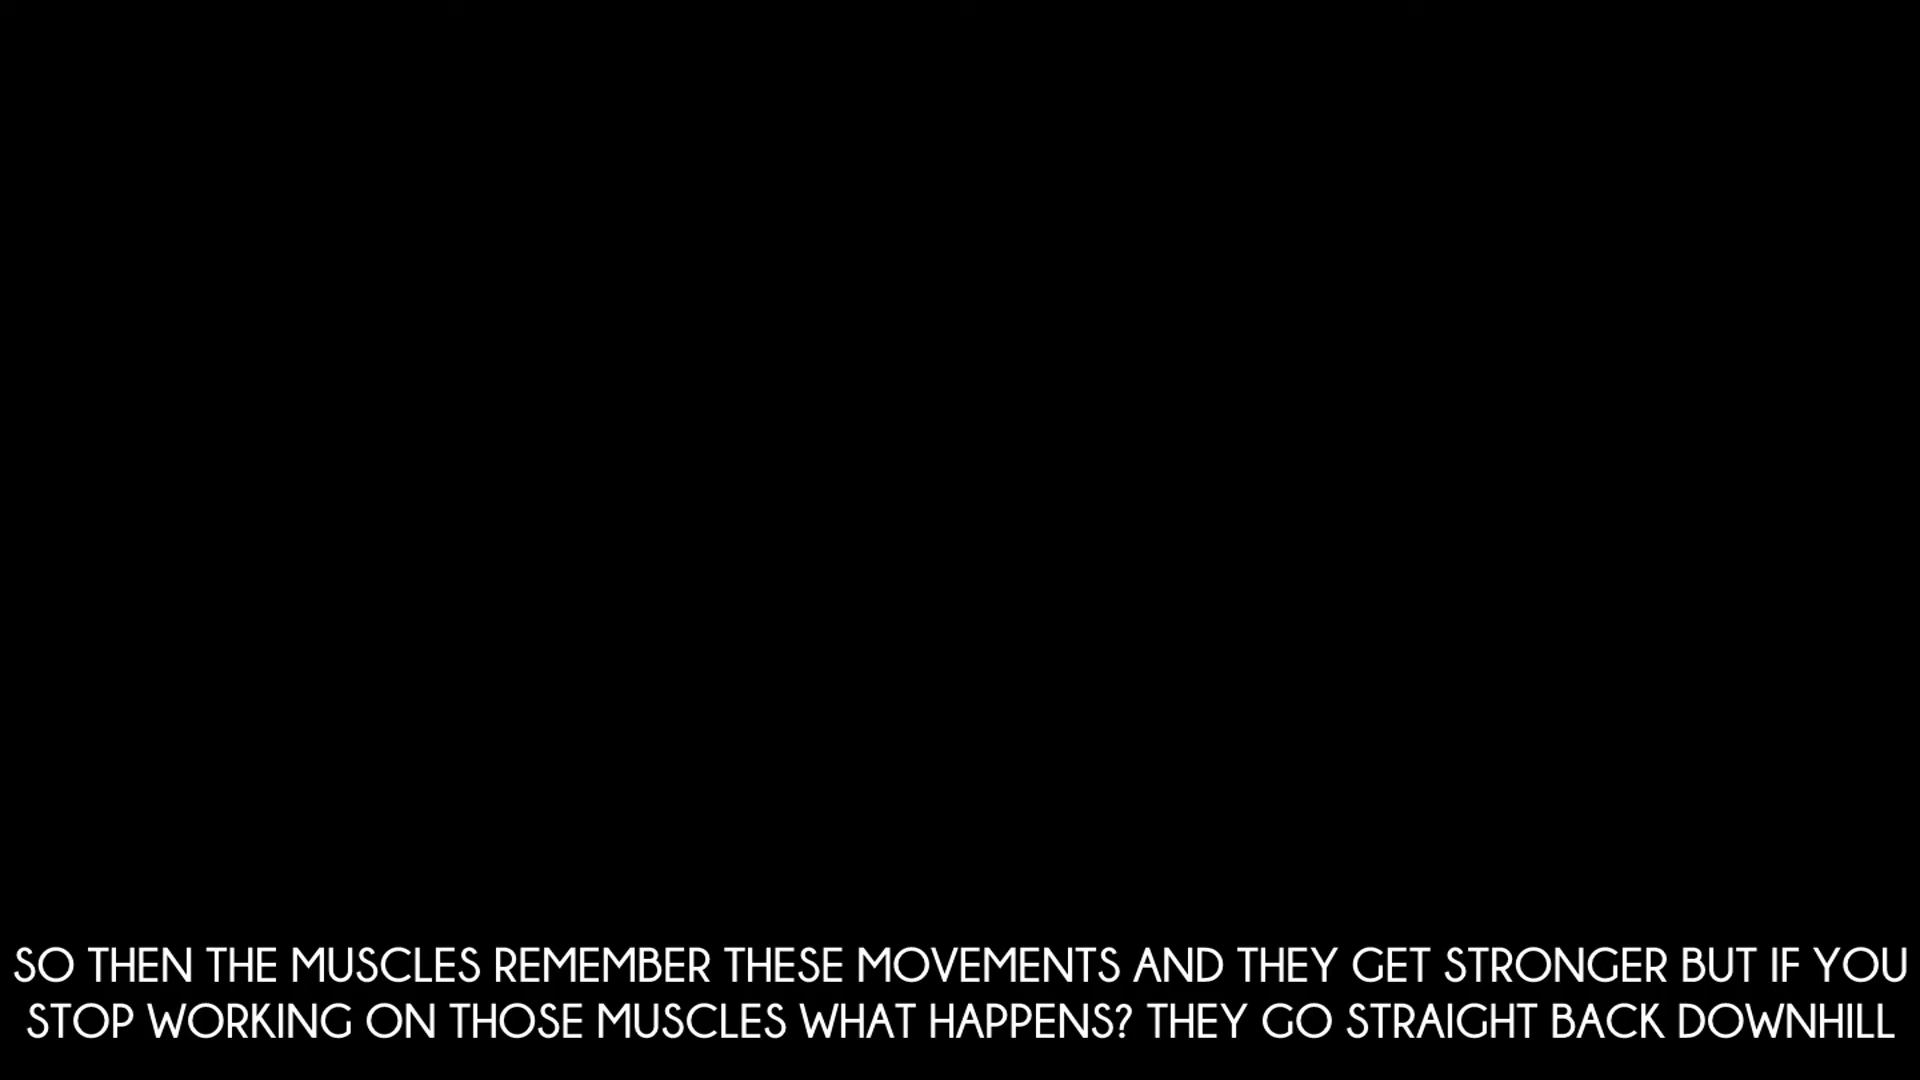 SO THEN THE MUSCLES REMEMBER THESE MOVEMENTS AND THEY GET STRONGER BUT IF YOU
STOP WORKING ON THOSE MUSCLES WHAT HAPPENS? THEY GO STRAIGHT BACK DOWNHILL